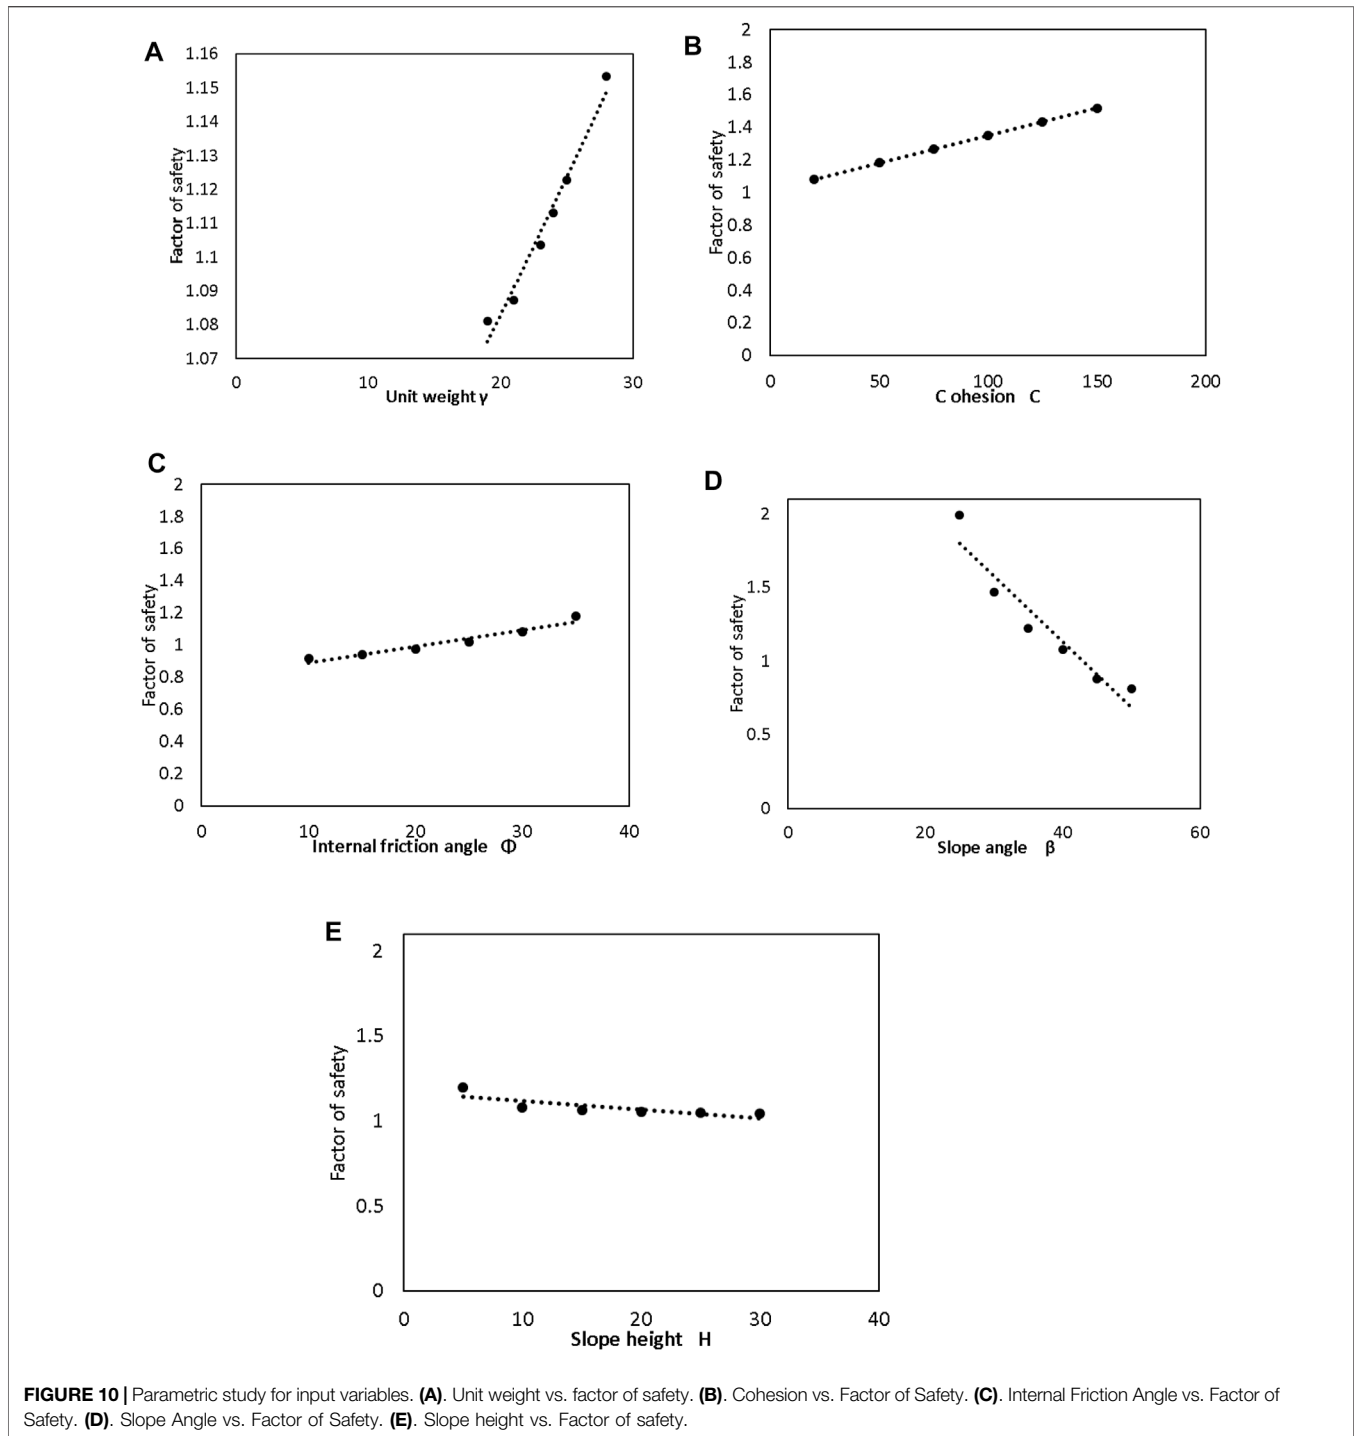 A
1.16
1.15
1.14
1.13
1.12
1.11
1.1
1.09
1.08
1.07
Factor of safety
0 10 20 30
Unit weight γ
B
2
1.8
1.6
1.4
1.2
1
0.8
0.6
0.4
0.2
0
Factor of safety
0 50 100 150 200
C ohesion C
C
2
1.8
1.6
1.4
1.2
1
0.8
0.6
0.4
0.2
0
Factor of safety
0 10 20 30 40
Internal friction angle Φ
D
2
1.5
1
0.5
0
Factor of safety
0 20 40 60
Slope angle β
E
2
1.5
1
0.5
0
Factor of safety
0 10 20 30 40
Slope height H
FIGURE 10 | Parametric study for input variables. (A). Unit weight vs. factor of safety. (B). Cohesion vs. Factor of Safety. (C). Internal Friction Angle vs. Factor of
Safety. (D). Slope Angle vs. Factor of Safety. (E). Slope height vs. Factor of safety.